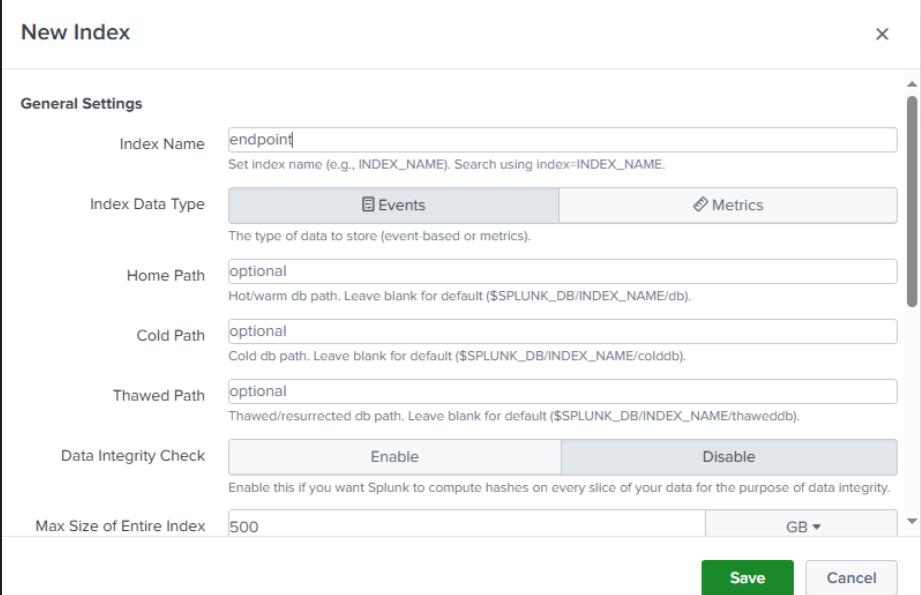 New Index
General Settings
Index Name
endpoint
Set index name (e.g., INDEX_NAME). Search using index=INDEX_NAME.
Index Data Type
Events
Metrics
The type of data to store (event-based or metrics).
Home Path
optional
Hot/warm db path. Leave blank for default ($SPLUNK_DB/INDEX_NAME/db).
Cold Path
optional
Cold db path. Leave blank for default ($SPLUNK_DB/INDEX_NAME/colddb).
Thawed Path
optional
Thawed/resurrected db path. Leave blank for default ($SPLUNK_DB/INDEX_NAME/thaweddb).
Data Integrity Check
Enable
Disable
Enable this if you want Splunk to compute hashes on every slice of your data for the purpose of data integrity.
Max Size of Entire Index
500
GB
Save
Cancel